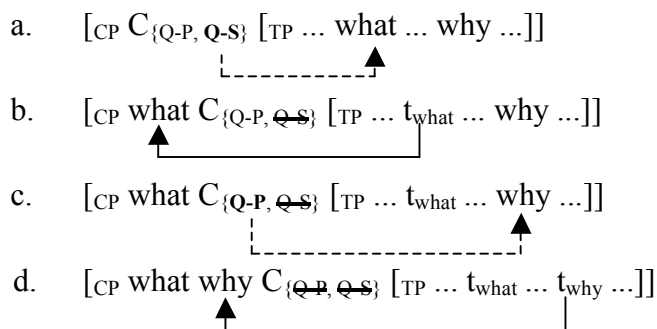 a. [CP C{Q-P, Q-S} [TP ... what ... why ...]]
b. [CP what C{Q-P, Q-S} [TP ... twhat ... why ...]]
c. [CP what C{Q-P, Q-S} [TP ... twhat ... why ...]]
d. [CP what why C{Q-P, Q-S} [TP ... twhat ... twhy ...]]